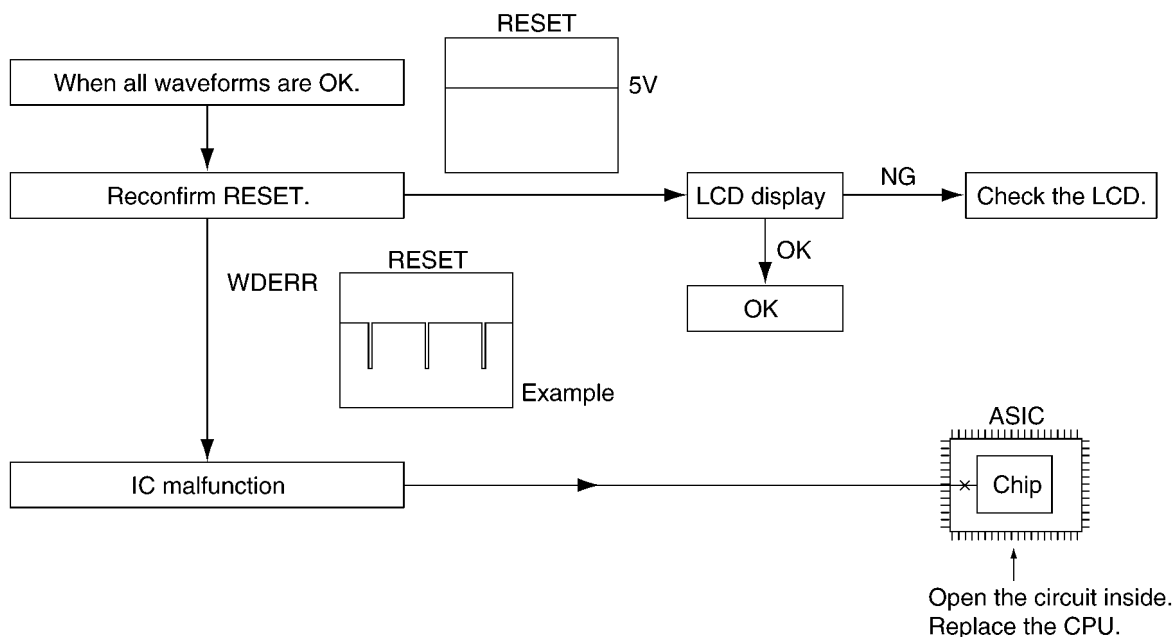 RESET
When all waveforms are OK.
5V
Reconfirm RESET.
LCD display
NG
Check the LCD.
OK
OK
WDERR
RESET
Example
IC malfunction
ASIC
Chip
Open the circuit inside.
Replace the CPU.